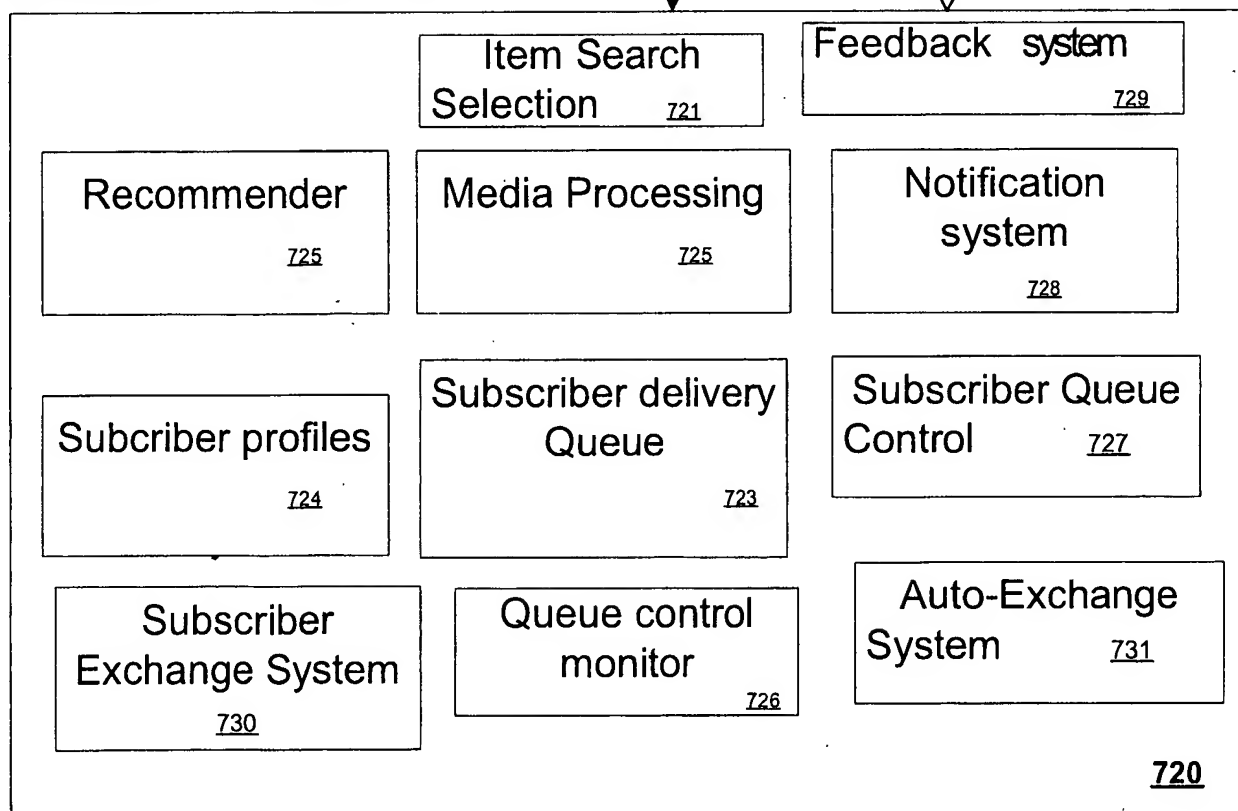 Item Search
Selection 721
Feedback system
729
Recommender
725
Media Processing
725
Notification
system
728
Subcriber profiles
724
Subscriber delivery
Queue
723
Subscriber Queue
Control 727
Subscriber
Exchange System
730
Queue control
monitor
726
Auto-Exchange
System 731
720